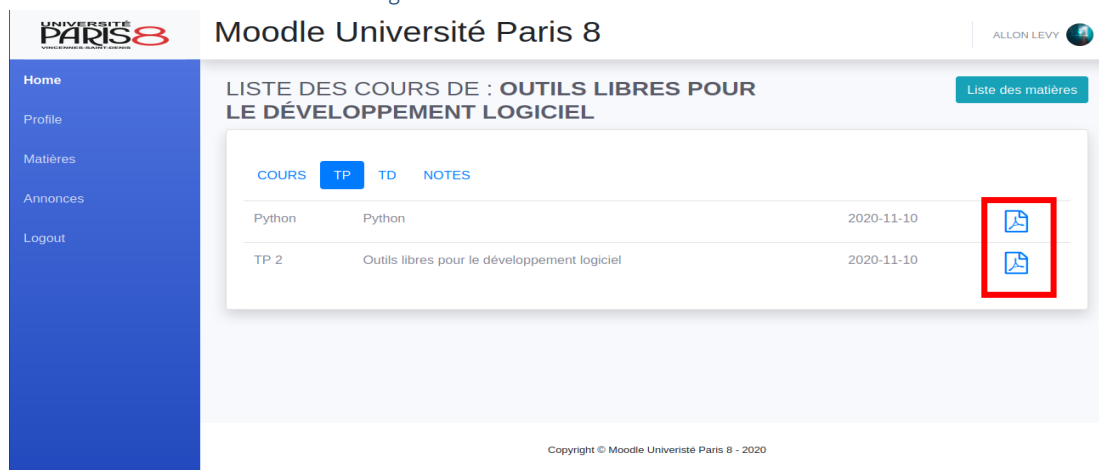 UNIVERSITÉ
PARIS8
VINCENNES-SAINT-DENIS
Moodle Université Paris 8
ALLON LEVY
Home
Profile
Matières
Annonces
Logout
LISTE DES COURS DE : OUTILS LIBRES POUR
LE DÉVELOPPEMENT LOGICIEL
Liste des matières
COURS TP TD NOTES
Python Python 2020-11-10
TP 2 Outils libres pour le développement logiciel 2020-11-10
Copyright © Moodle Univeristé Paris 8 - 2020